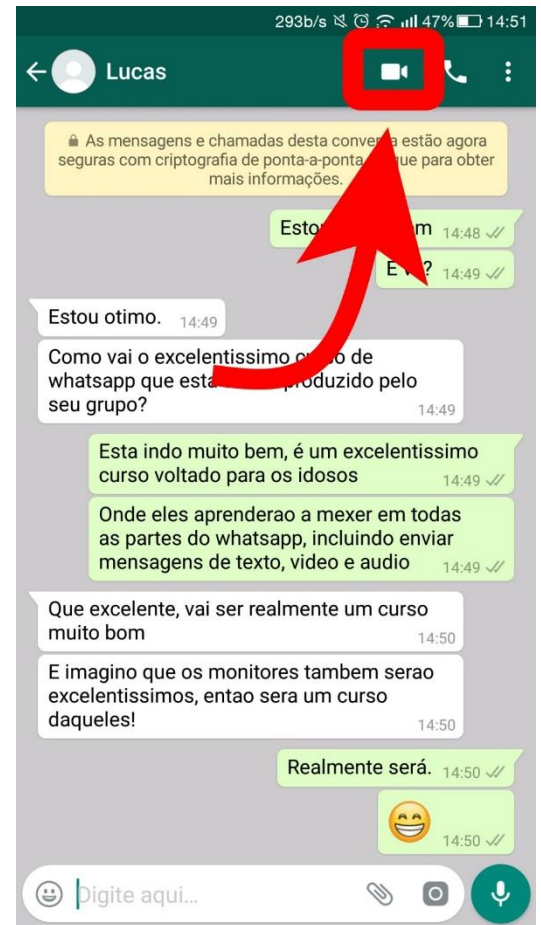 293b/s 47% 14:51
Lucas
As mensagens e chamadas desta conversa estão agora
seguras com criptografia de ponta-a-ponta. para obter
mais informações.
14:48
E ? 14:49
Estou otimo. 14:49
Como vai o excelentissimo curso de
whatsapp que esta produzido pelo
seu grupo? 14:49
Esta indo muito bem, é um excelentissimo
curso voltado para os idosos 14:49
Onde eles aprenderao a mexer em todas
as partes do whatsapp, incluindo enviar
mensagens de texto, video e audio 14:49
Que excelente, vai ser realmente um curso
muito bom 14:50
E imagino que os monitores tambem serao
excelentissimos, entao sera um curso
daqueles! 14:50
Realmente será. 14:50
14:50
Digite aqui...